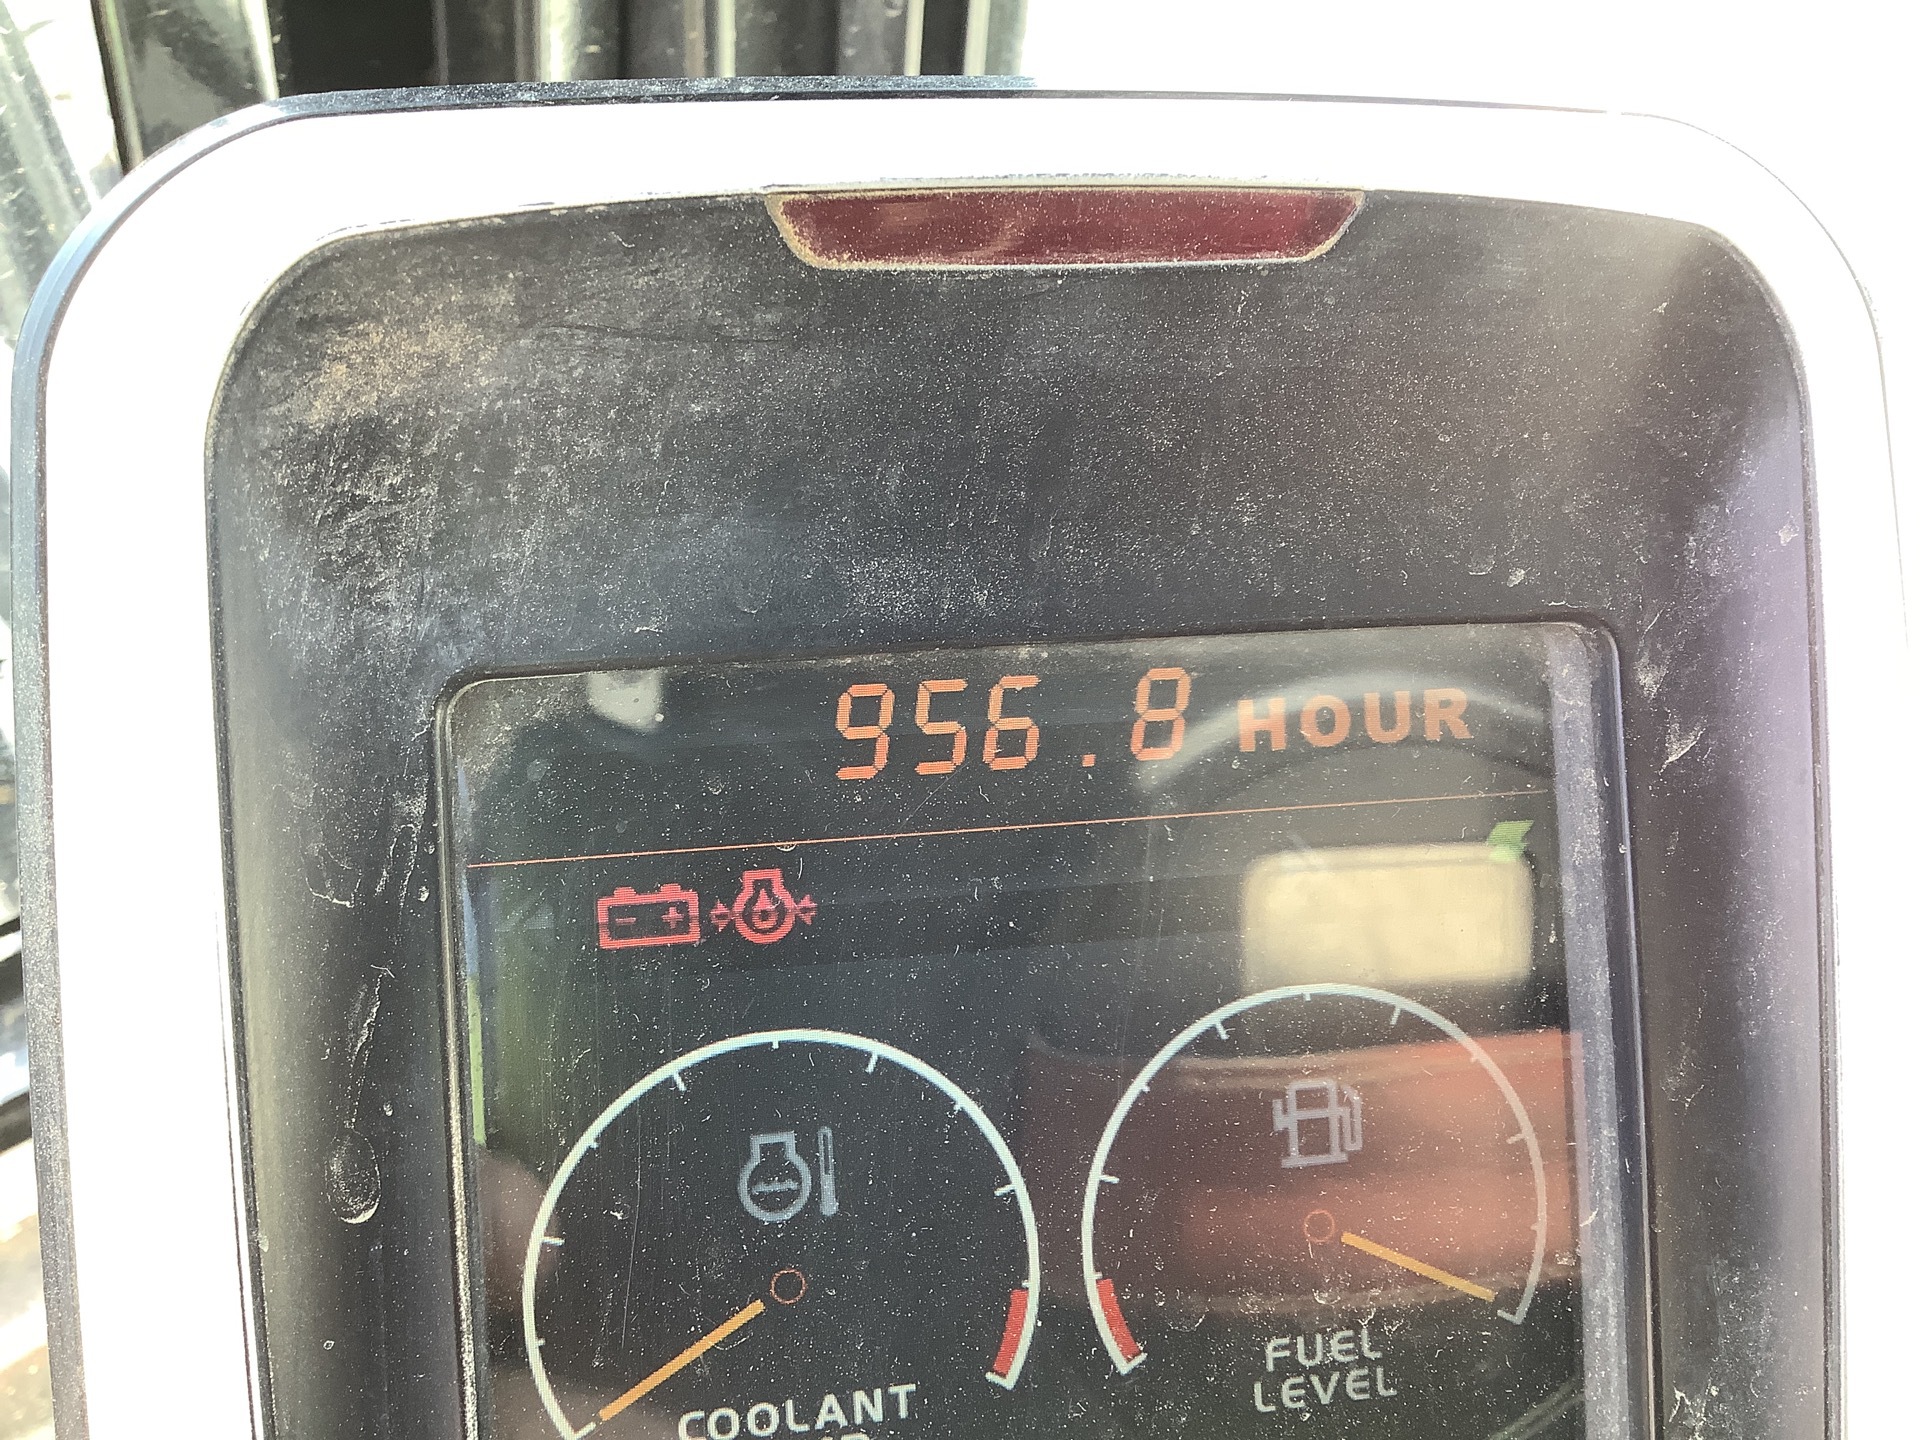 956.8 HOUR
- +
COOLANT
FUEL
LEVEL